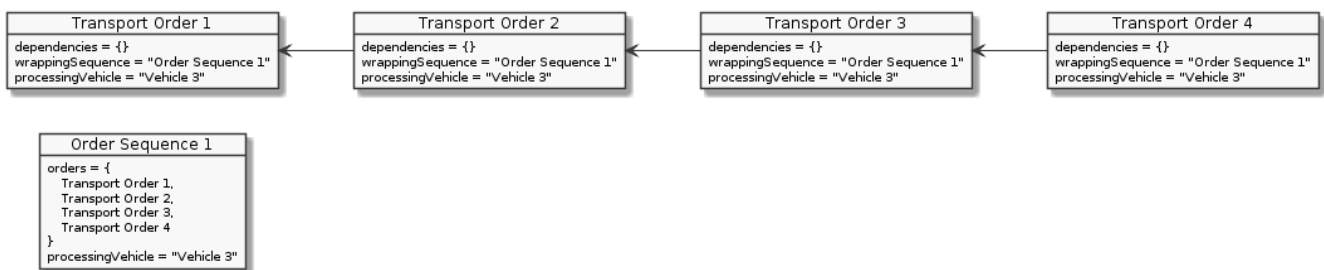 Transport Order 1
dependencies = {}
wrappingSequence = "Order Sequence 1"
processingVehicle = "Vehicle 3"
Transport Order 2
dependencies = {}
wrappingSequence = "Order Sequence 1"
processingVehicle = "Vehicle 3"
Transport Order 3
dependencies = {}
wrappingSequence = "Order Sequence 1"
processingVehicle = "Vehicle 3"
Transport Order 4
dependencies = {}
wrappingSequence = "Order Sequence 1"
processingVehicle = "Vehicle 3"
Order Sequence 1
orders = {
Transport Order 1,
Transport Order 2,
Transport Order 3,
Transport Order 4
}
processingVehicle = "Vehicle 3"